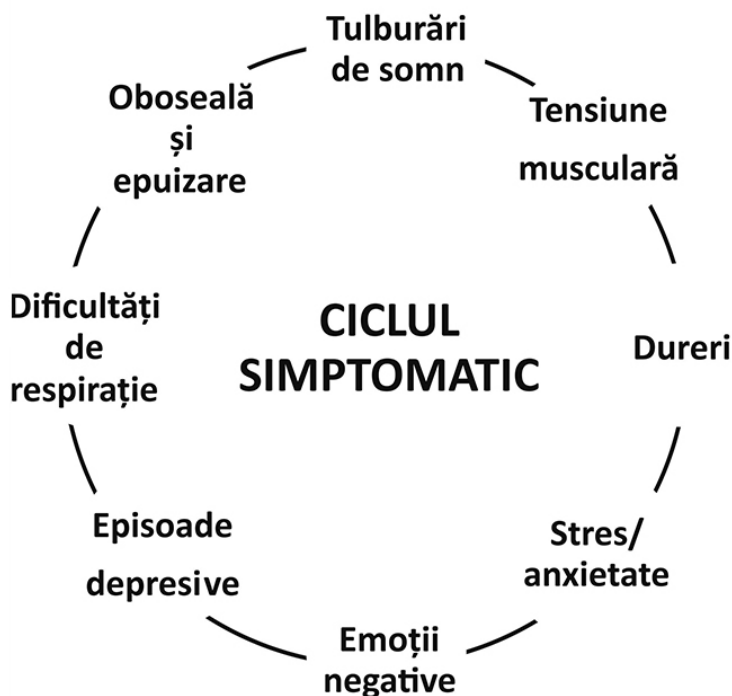 Tulburări
de somn
Tensiune
musculară
Dureri
Stres/
anxietate
Emoții
negative
Episoade
depresive
Dificultăți
de
respirație
Oboseală
și
epuizare
CICLUL
SIMPTOMATIC